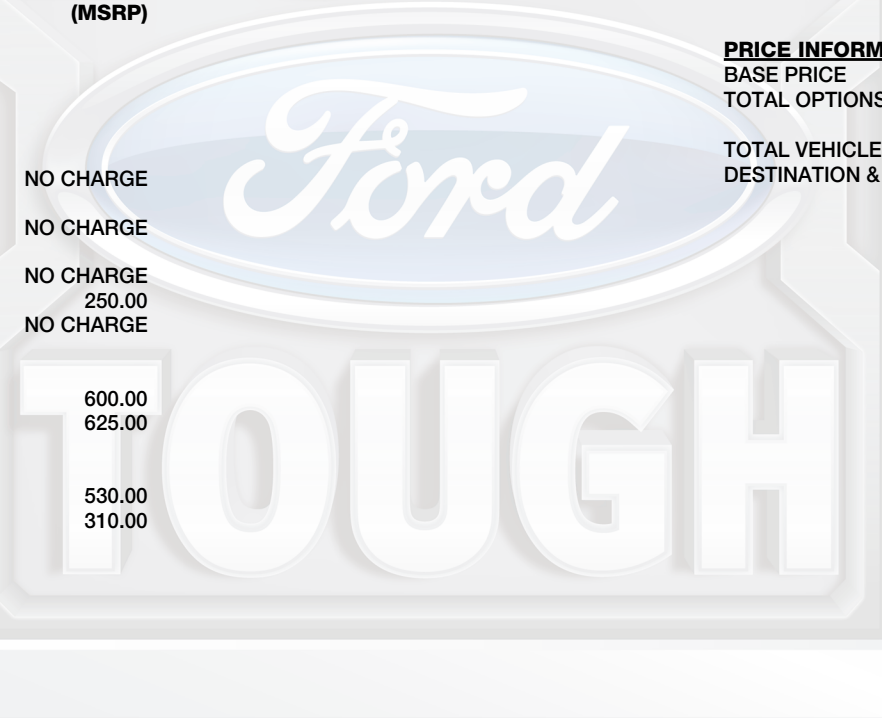 (MSRP)
NO CHARGE
NO CHARGE
NO CHARGE
250.00
NO CHARGE
600.00
625.00
530.00
310.00
PRICE INFORM
BASE PRICE
TOTAL OPTIONS
TOTAL VEHICLE
DESTINATION &
Ford
TOUGH